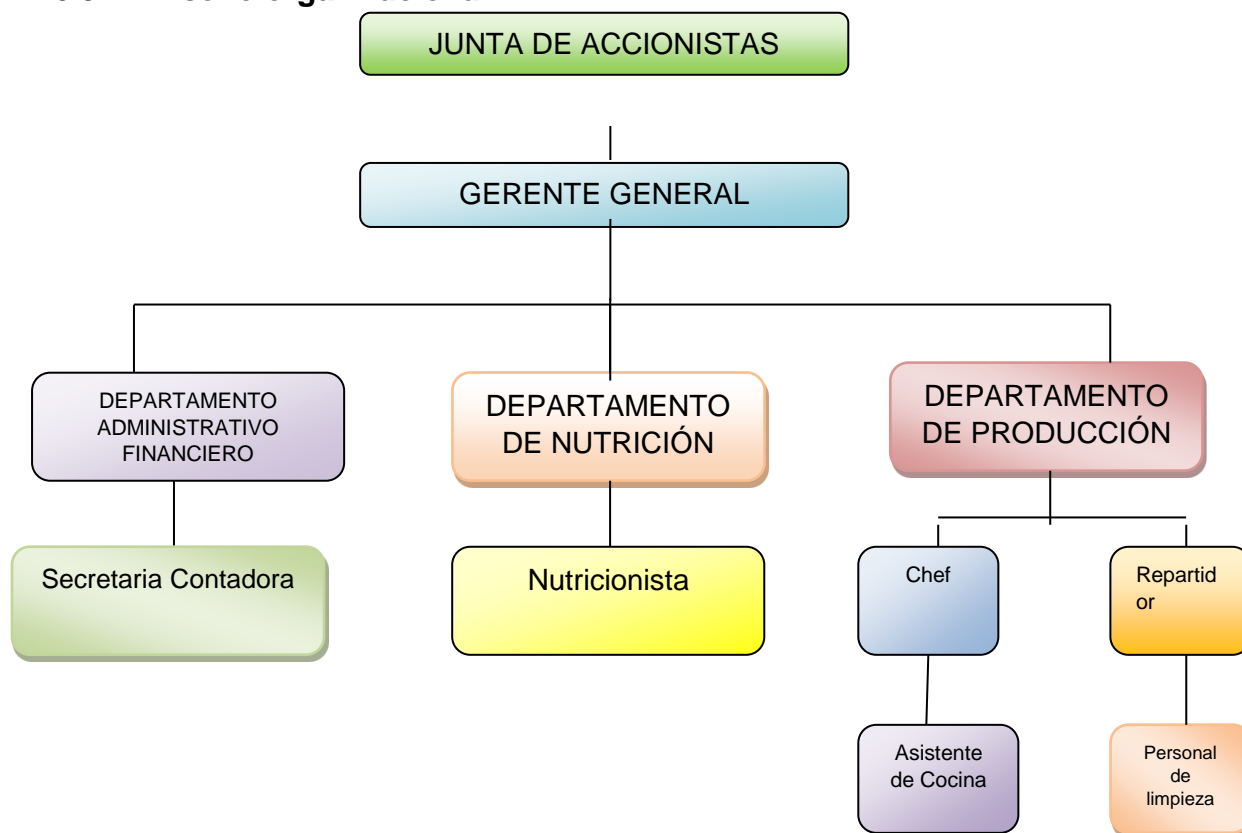 JUNTA DE ACCIONISTAS
GERENTE GENERAL
DEPARTAMENTO
ADMINISTRATIVO
FINANCIERO
DEPARTAMENTO
DE NUTRICIÓN
DEPARTAMENTO
DE PRODUCCIÓN
Secretaria Contadora
Nutricionista
Chef
Repartid
or
Asistente
de Cocina
Personal
de
limpieza